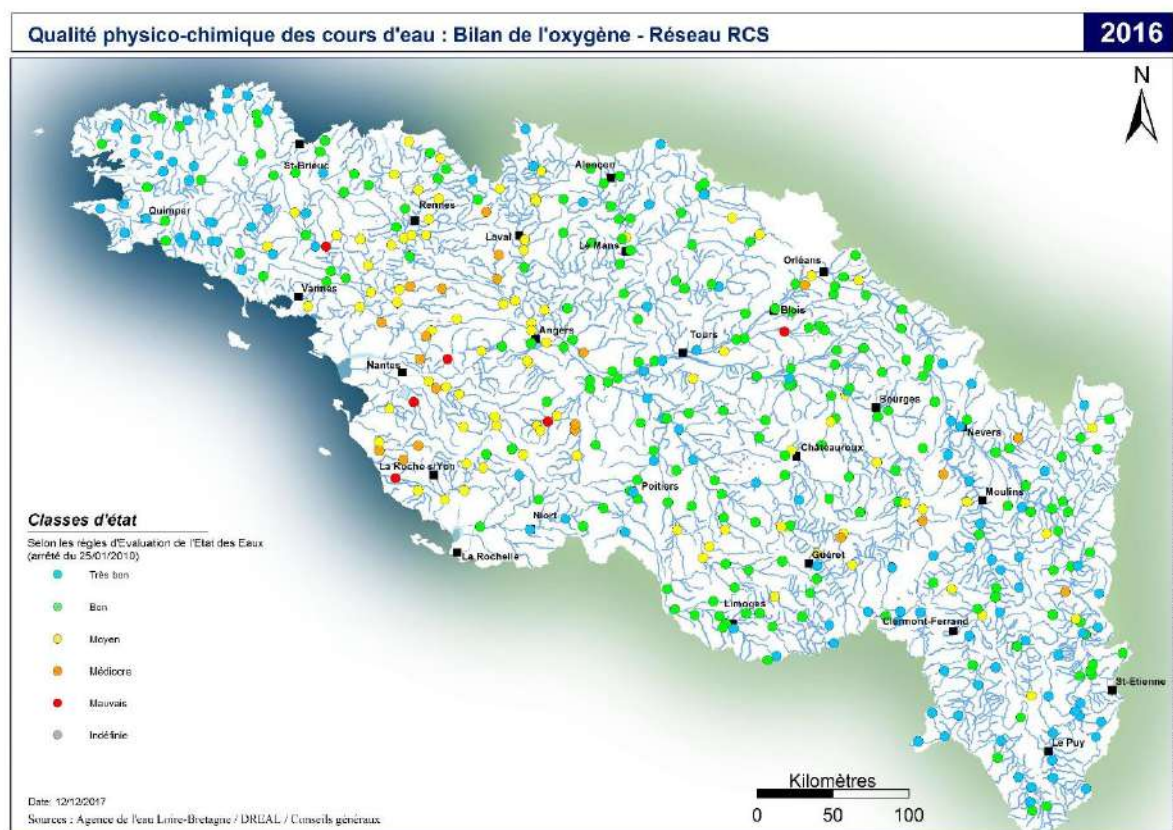 Qualité physico-chimique des cours d'eau : Bilan de l'oxygène - Réseau RCS
2016
N
St-Brieuc
Alençon
Quimper
Rennes
Laval
Le Mans
Orléans
Vannes
Blois
Angers
Tours
Nantes
Bourges
Nevers
Châteauroux
La Roche s/Yon
Poitiers
Moulins
Niort
La Rochelle
Guéret
Limoges
Clermont-Ferrand
St-Etienne
Le Puy
Classes d'état
Selon les règles d'Evaluation de l'Etat des Eaux
(arrêté du 25/01/2010)
Très bon
Bon
Moyen
Médiocre
Mauvais
Indéfinie
Kilomètres
0 50 100
Date: 12/12/2017
Sources : Agence de l'eau Loire-Bretagne / DREAL / Conseils généraux